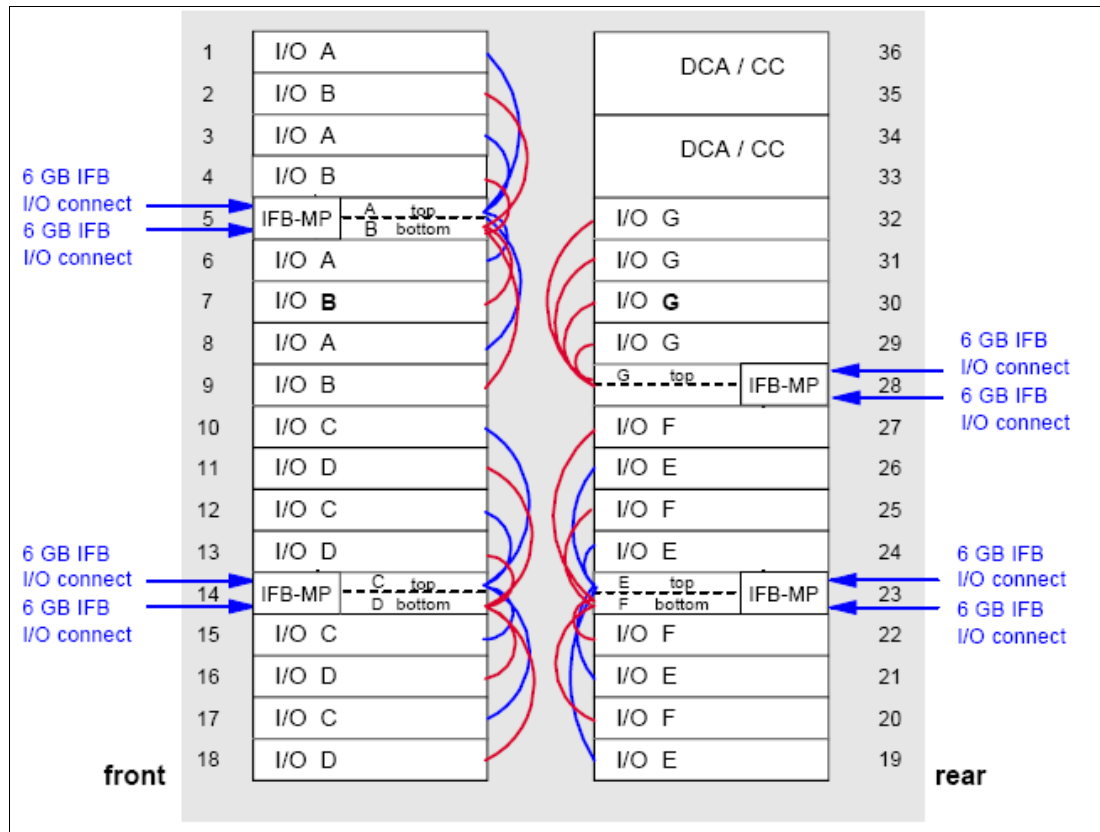 1 I/O A
2 I/O B
3 I/O A
4 I/O B
6 GB IFB
I/O connect
6 GB IFB
I/O connect
5 IFB-MP A top
B bottom
6 I/O A
7 I/O B
8 I/O A
9 I/O B
10 I/O C
11 I/O D
12 I/O C
13 I/O D
6 GB IFB
I/O connect
6 GB IFB
I/O connect
14 IFB-MP C top
D bottom
15 I/O C
16 I/O D
17 I/O C
18 I/O D
front
DCA / CC 36
35
DCA / CC 34
33
I/O G 32
I/O G 31
I/O G 30
I/O G 29
G top IFB-MP 28
6 GB IFB
I/O connect
6 GB IFB
I/O connect
I/O F 27
I/O E 26
I/O F 25
I/O E 24
E top IFB-MP 23
F bottom
6 GB IFB
I/O connect
6 GB IFB
I/O connect
I/O F 22
I/O E 21
I/O F 20
I/O E 19
rear